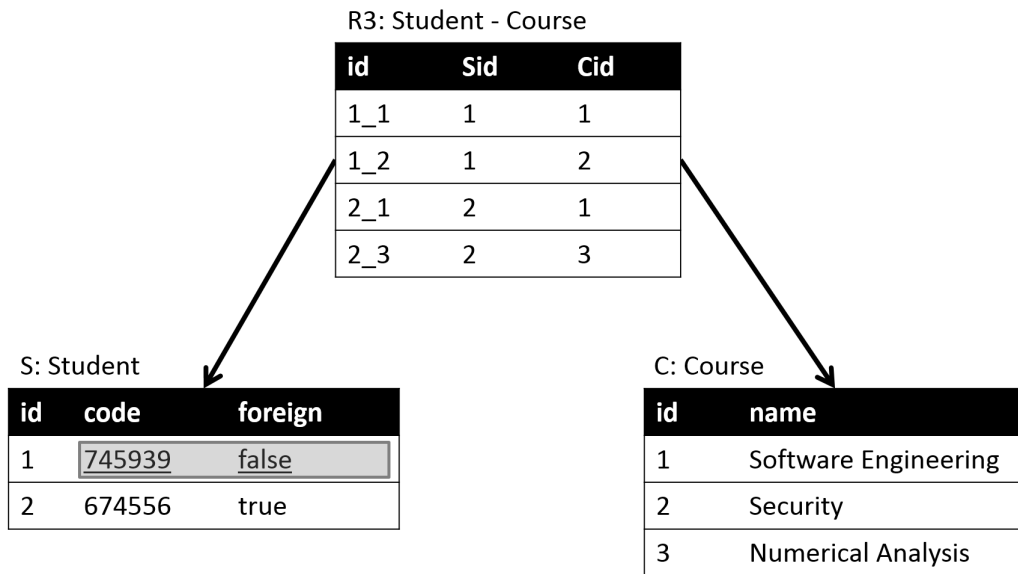 R3: Student - Course
id Sid Cid
1_1 1 1
1_2 1 2
2_1 2 1
2_3 2 3
S: Student
id code foreign
1 745939 false
2 674556 true
C: Course
id name
1 Software Engineering
2 Security
3 Numerical Analysis